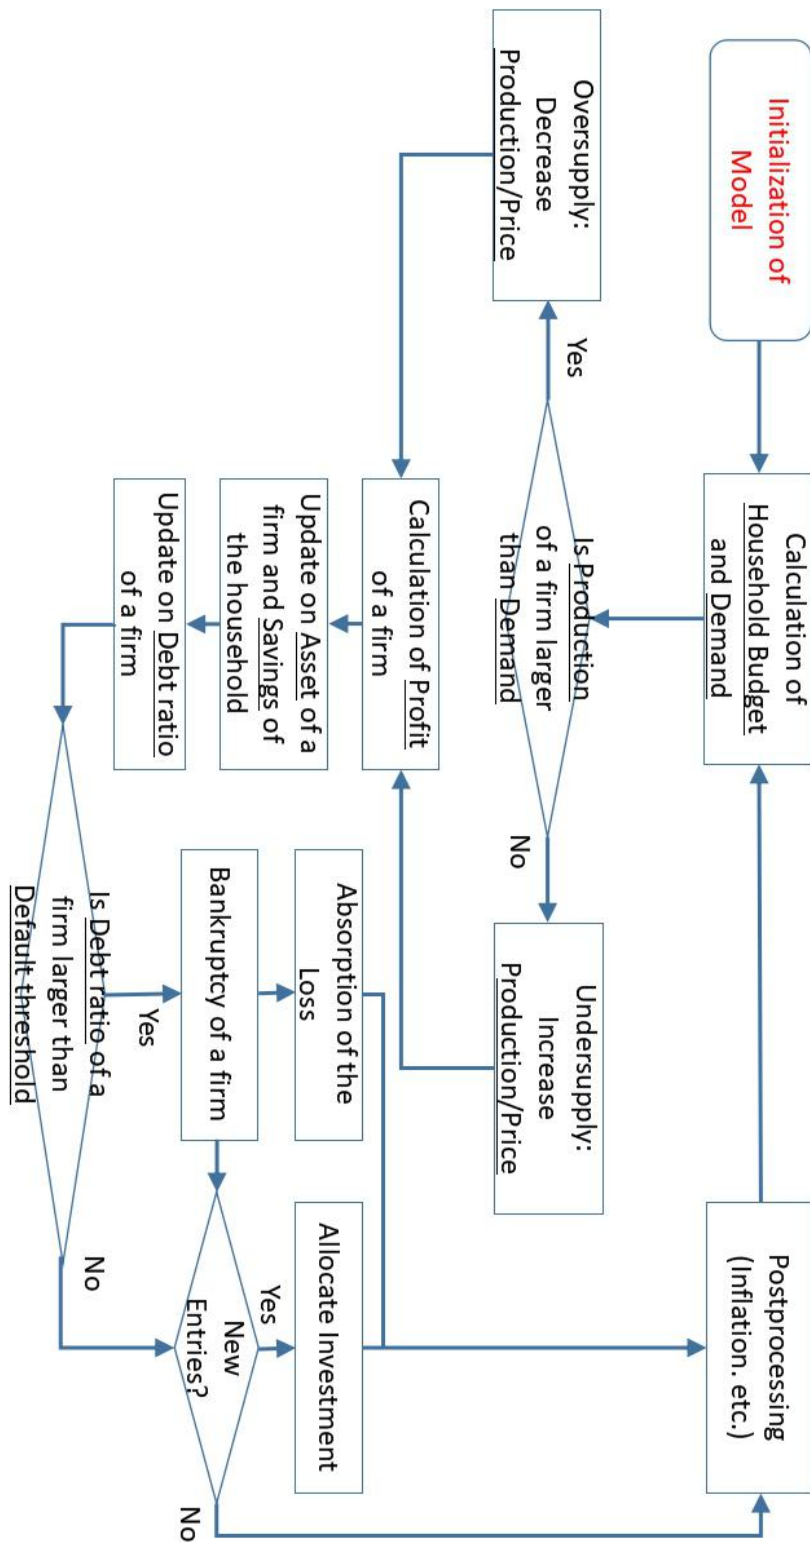 Initialization of
Model
Calculation of
Household Budget
and Demand
Postprocessing
(Inflation. etc.)
Oversupply:
Decrease
Production/Price
Yes
Is Production
of a firm larger
than Demand
No
Undersupply:
Increase
Production/Price
Calculation of Profit
of a firm
Absorption of the
Loss
Allocate Investment
Update on Asset of a
firm and Savings of
the household
Bankruptcy of a firm
Yes
New
Entries?
No
Update on Debt ratio
of a firm
Yes
Is Debt ratio of a
firm larger than
Default threshold
No